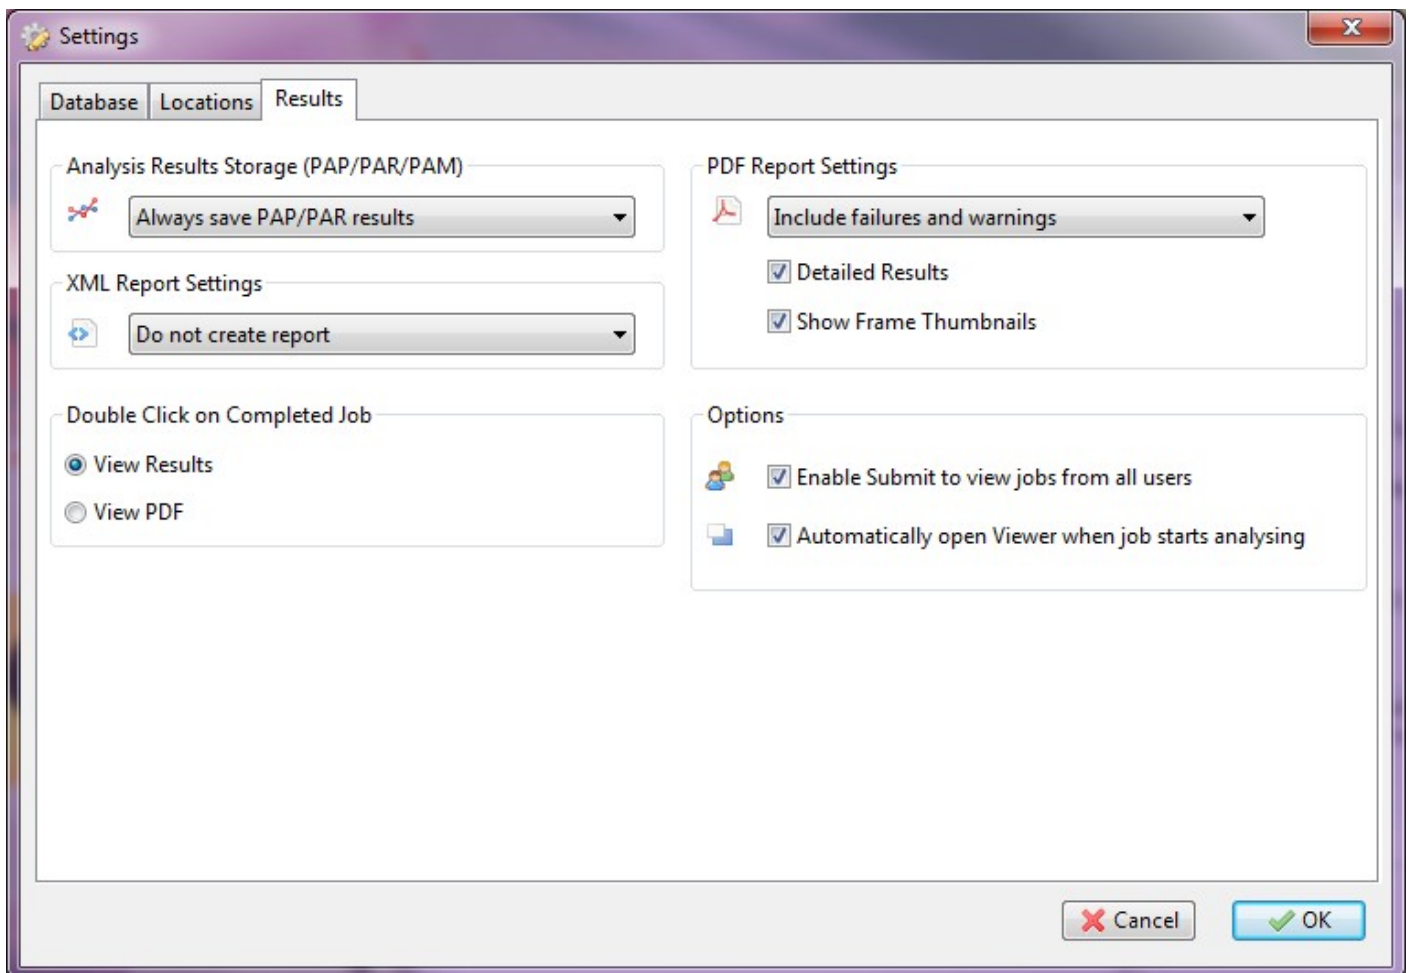 Settings
X
Database Locations Results
Analysis Results Storage (PAP/PAR/PAM)
Always save PAP/PAR results
XML Report Settings
Do not create report
Double Click on Completed Job
View Results
View PDF
PDF Report Settings
Include failures and warnings
Detailed Results
Show Frame Thumbnails
Options
Enable Submit to view jobs from all users
Automatically open Viewer when job starts analysing
Cancel OK